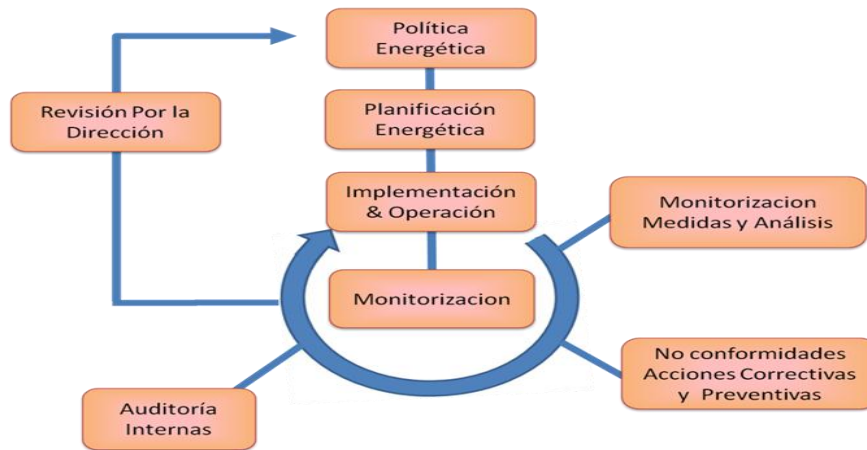 Política
Energética
Revisión Por la
Dirección
Planificación
Energética
Implementación
& Operación
Monitorizacion
Medidas y Análisis
Monitorizacion
No conformidades
Acciones Correctivas
y Preventivas
Auditoría
Internas